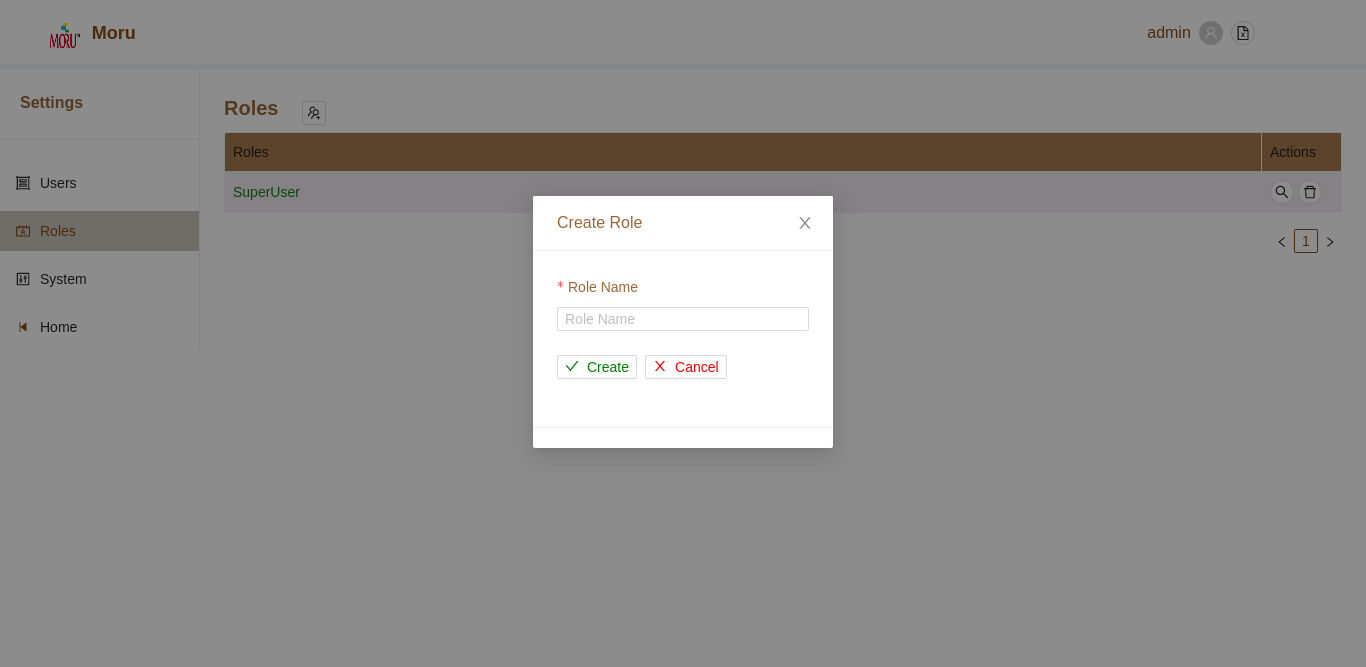 MORU
Moru
admin
Settings
Roles
Roles
Actions
Users
SuperUser
Roles
System
Home
1
Create Role
* Role Name
Role Name
Create
Cancel